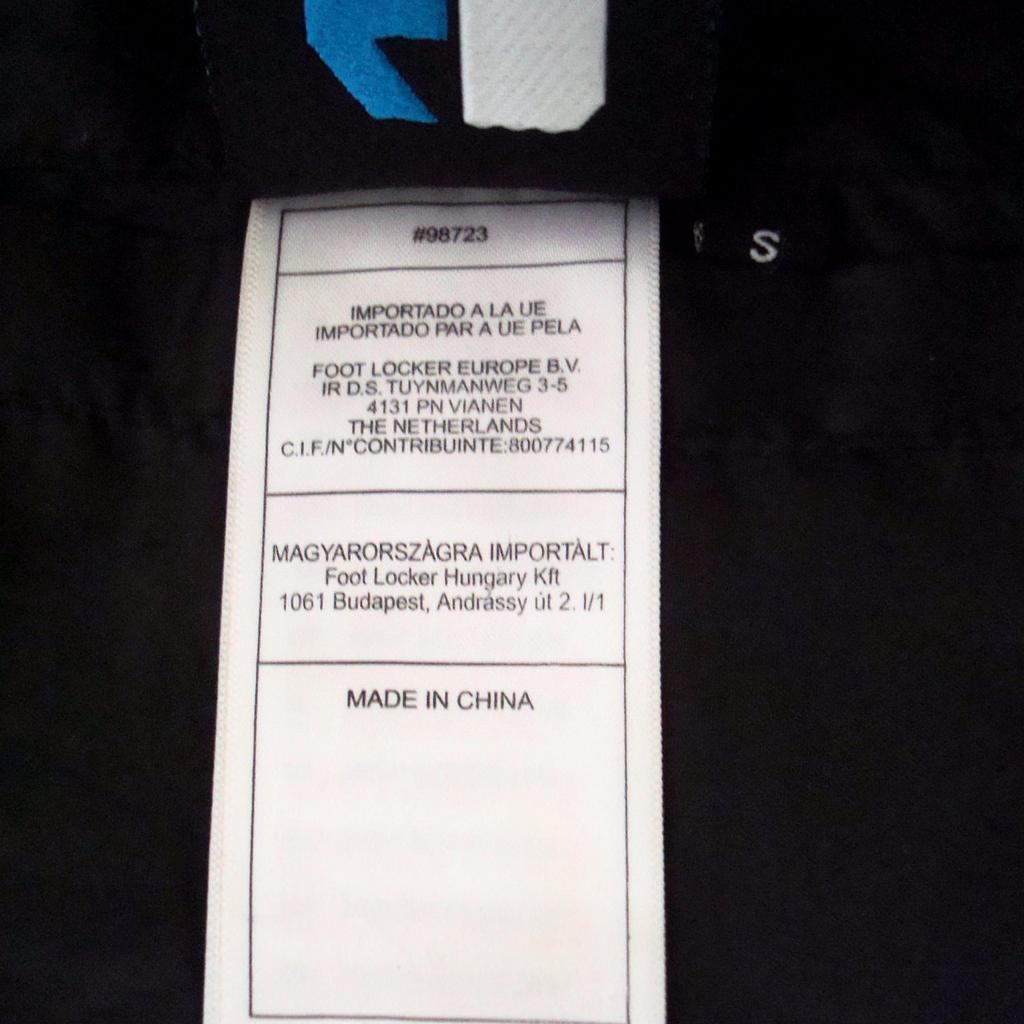 #98723
S
IMPORTADO A LA UE
IMPORTADO PAR A UE PELA
FOOT LOCKER EUROPE B.V.
IR D.S. TUYNMANWEG 3-5
4131 PN VIANEN
THE NETHERLANDS
C.I.F./N°CONTRIBUINTE:800774115
MAGYARORSZÀGRA IMPORTÀLT:
Foot Locker Hungary Kft
1061 Budapest, Andrássy út 2. I/1
MADE IN CHINA